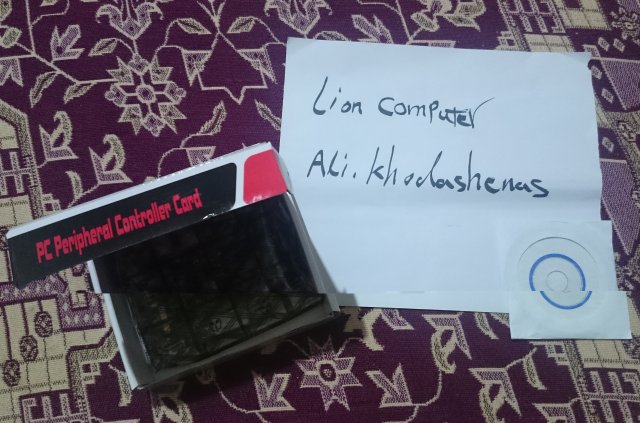 PC Peripheral Controller Card
Lion computer
Ali.khodashenas